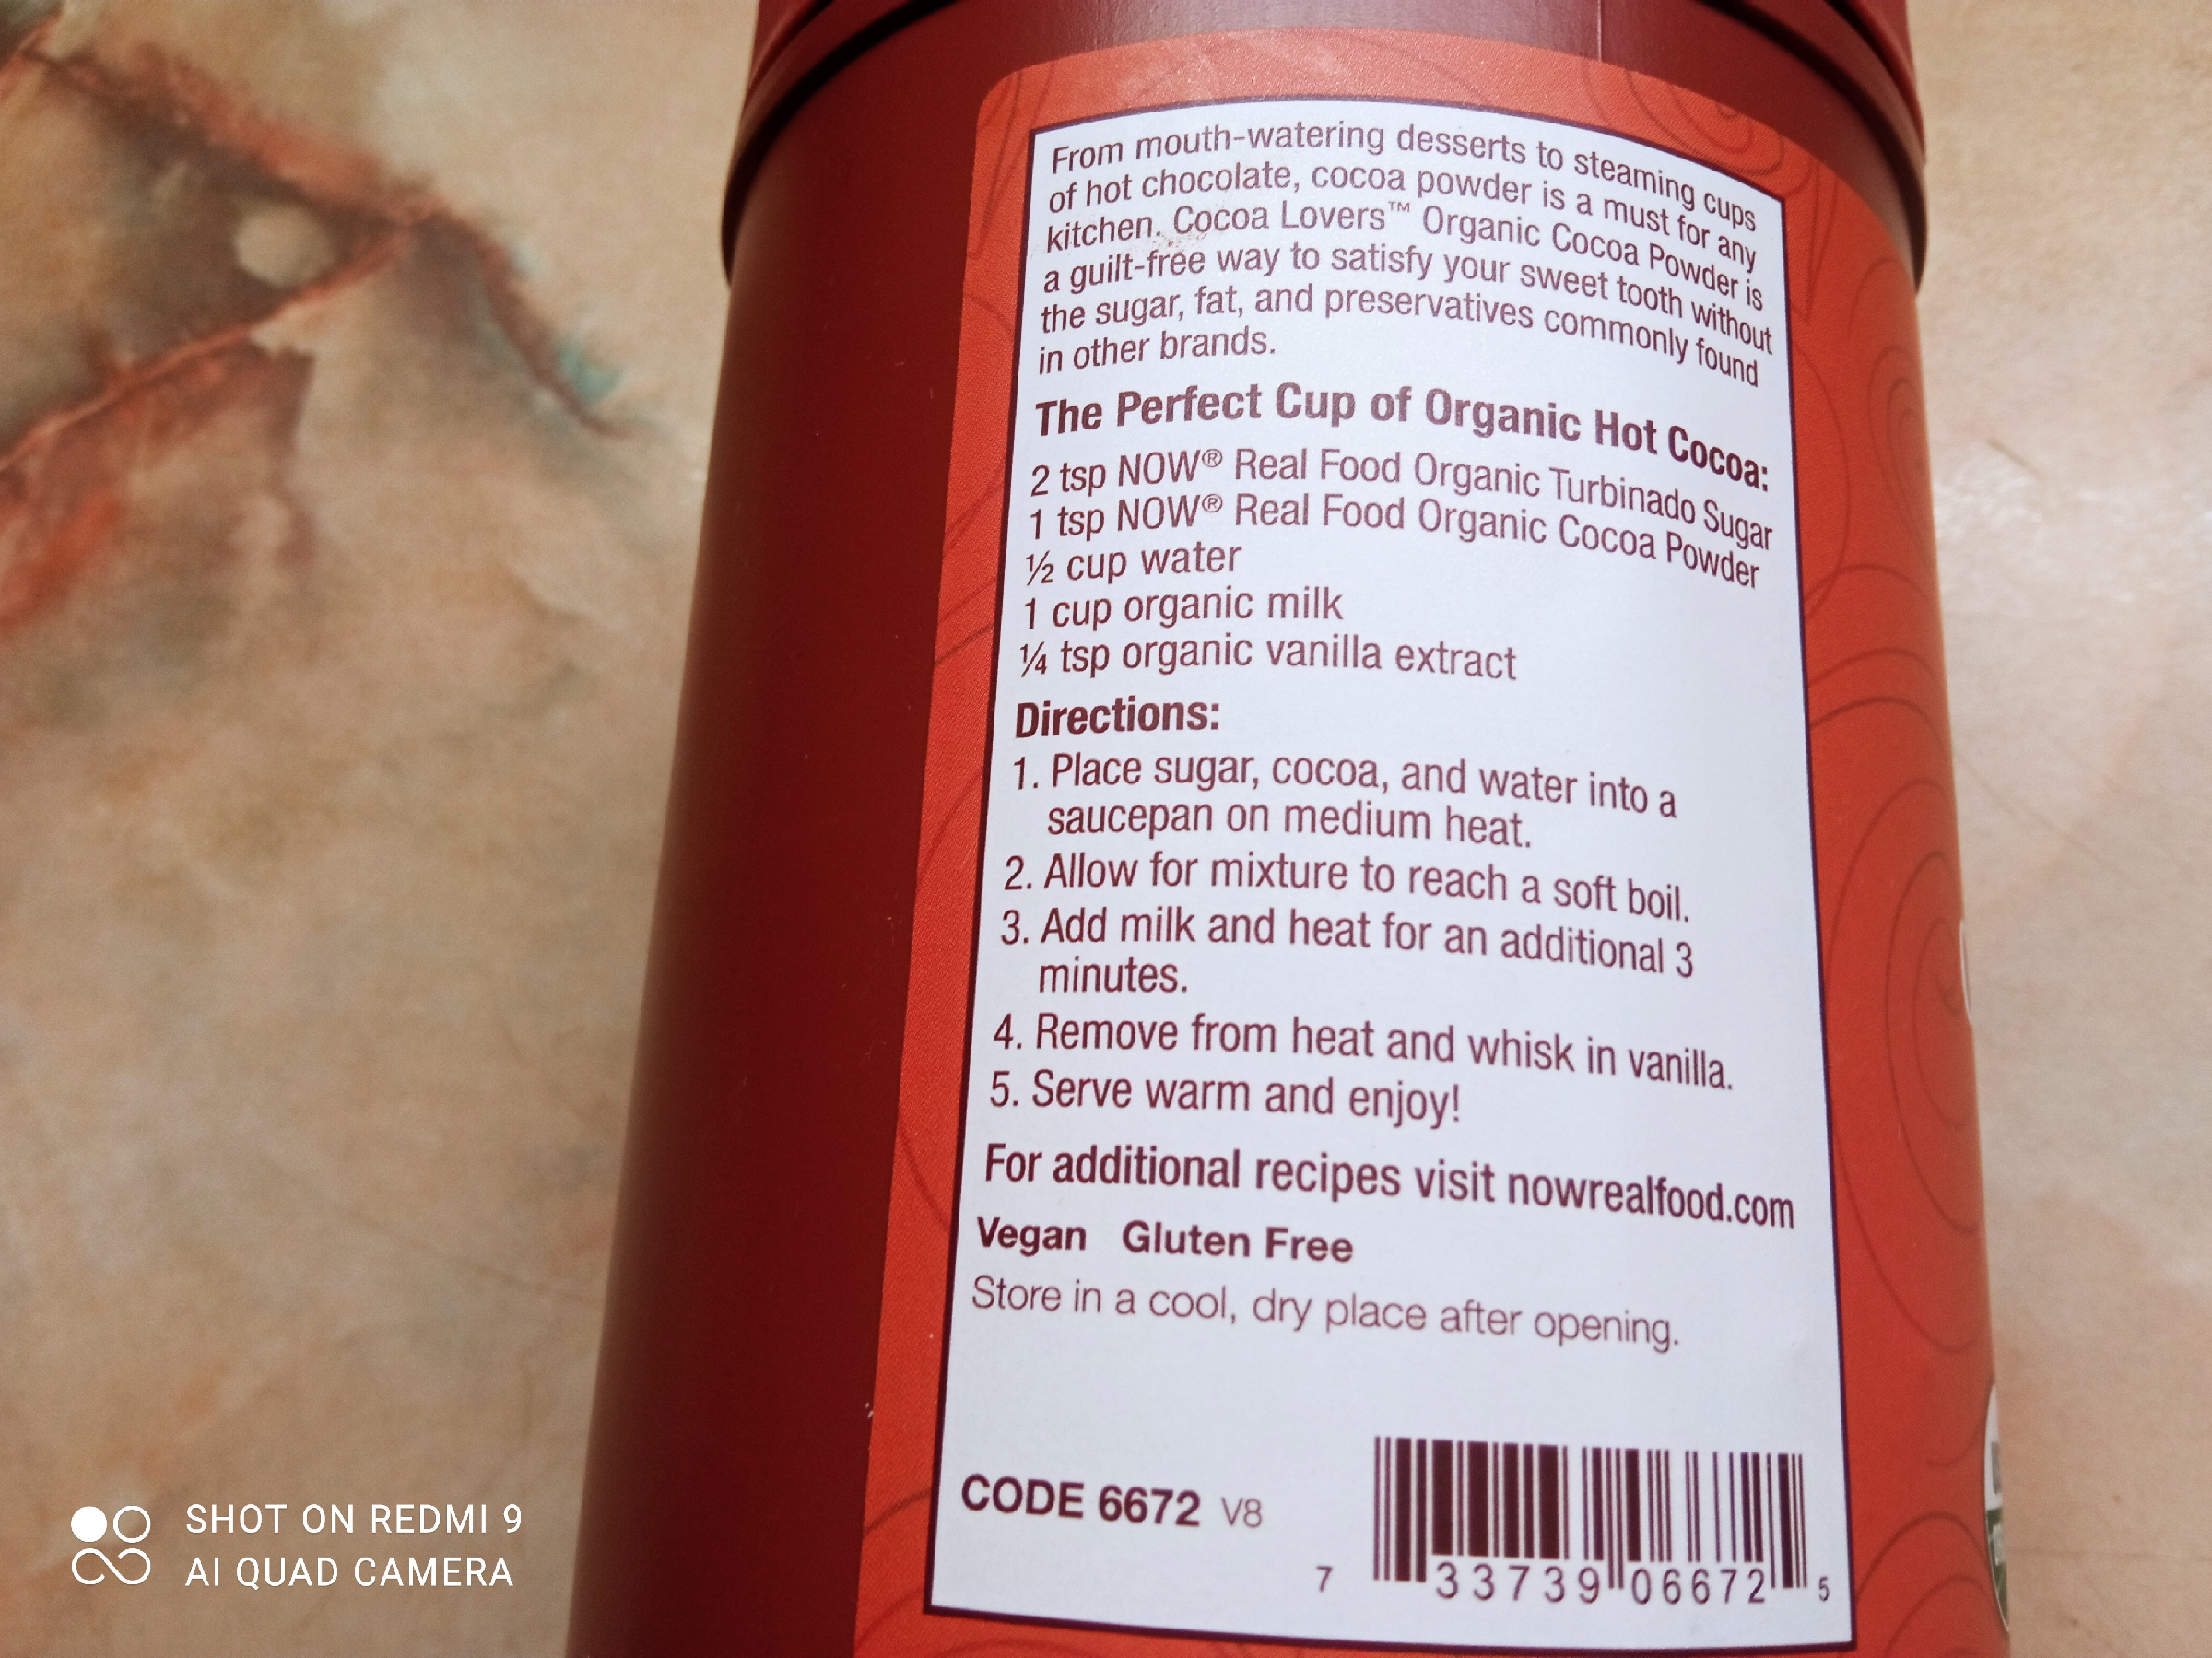 From mouth-watering desserts to steaming cups
of hot chocolate, cocoa powder is a must for any
kitchen. Cocoa Lovers™ Organic Cocoa Powder is
a guilt-free way to satisfy your sweet tooth without
the sugar, fat, and preservatives commonly found
in other brands.
The Perfect Cup of Organic Hot Cocoa:
2 tsp NOW® Real Food Organic Turbinado Sugar
1 tsp NOW® Real Food Organic Cocoa Powder
½ cup water
1 cup organic milk
¼ tsp organic vanilla extract
Directions:
1. Place sugar, cocoa, and water into a
saucepan on medium heat.
2. Allow for mixture to reach a soft boil.
3. Add milk and heat for an additional 3
minutes.
4. Remove from heat and whisk in vanilla.
5. Serve warm and enjoy!
For additional recipes visit nowrealfood.com
Vegan Gluten Free
Store in a cool, dry place after opening.
CODE 6672 V8
7 33739 06672 5
SHOT ON REDMI 9
AI QUAD CAMERA